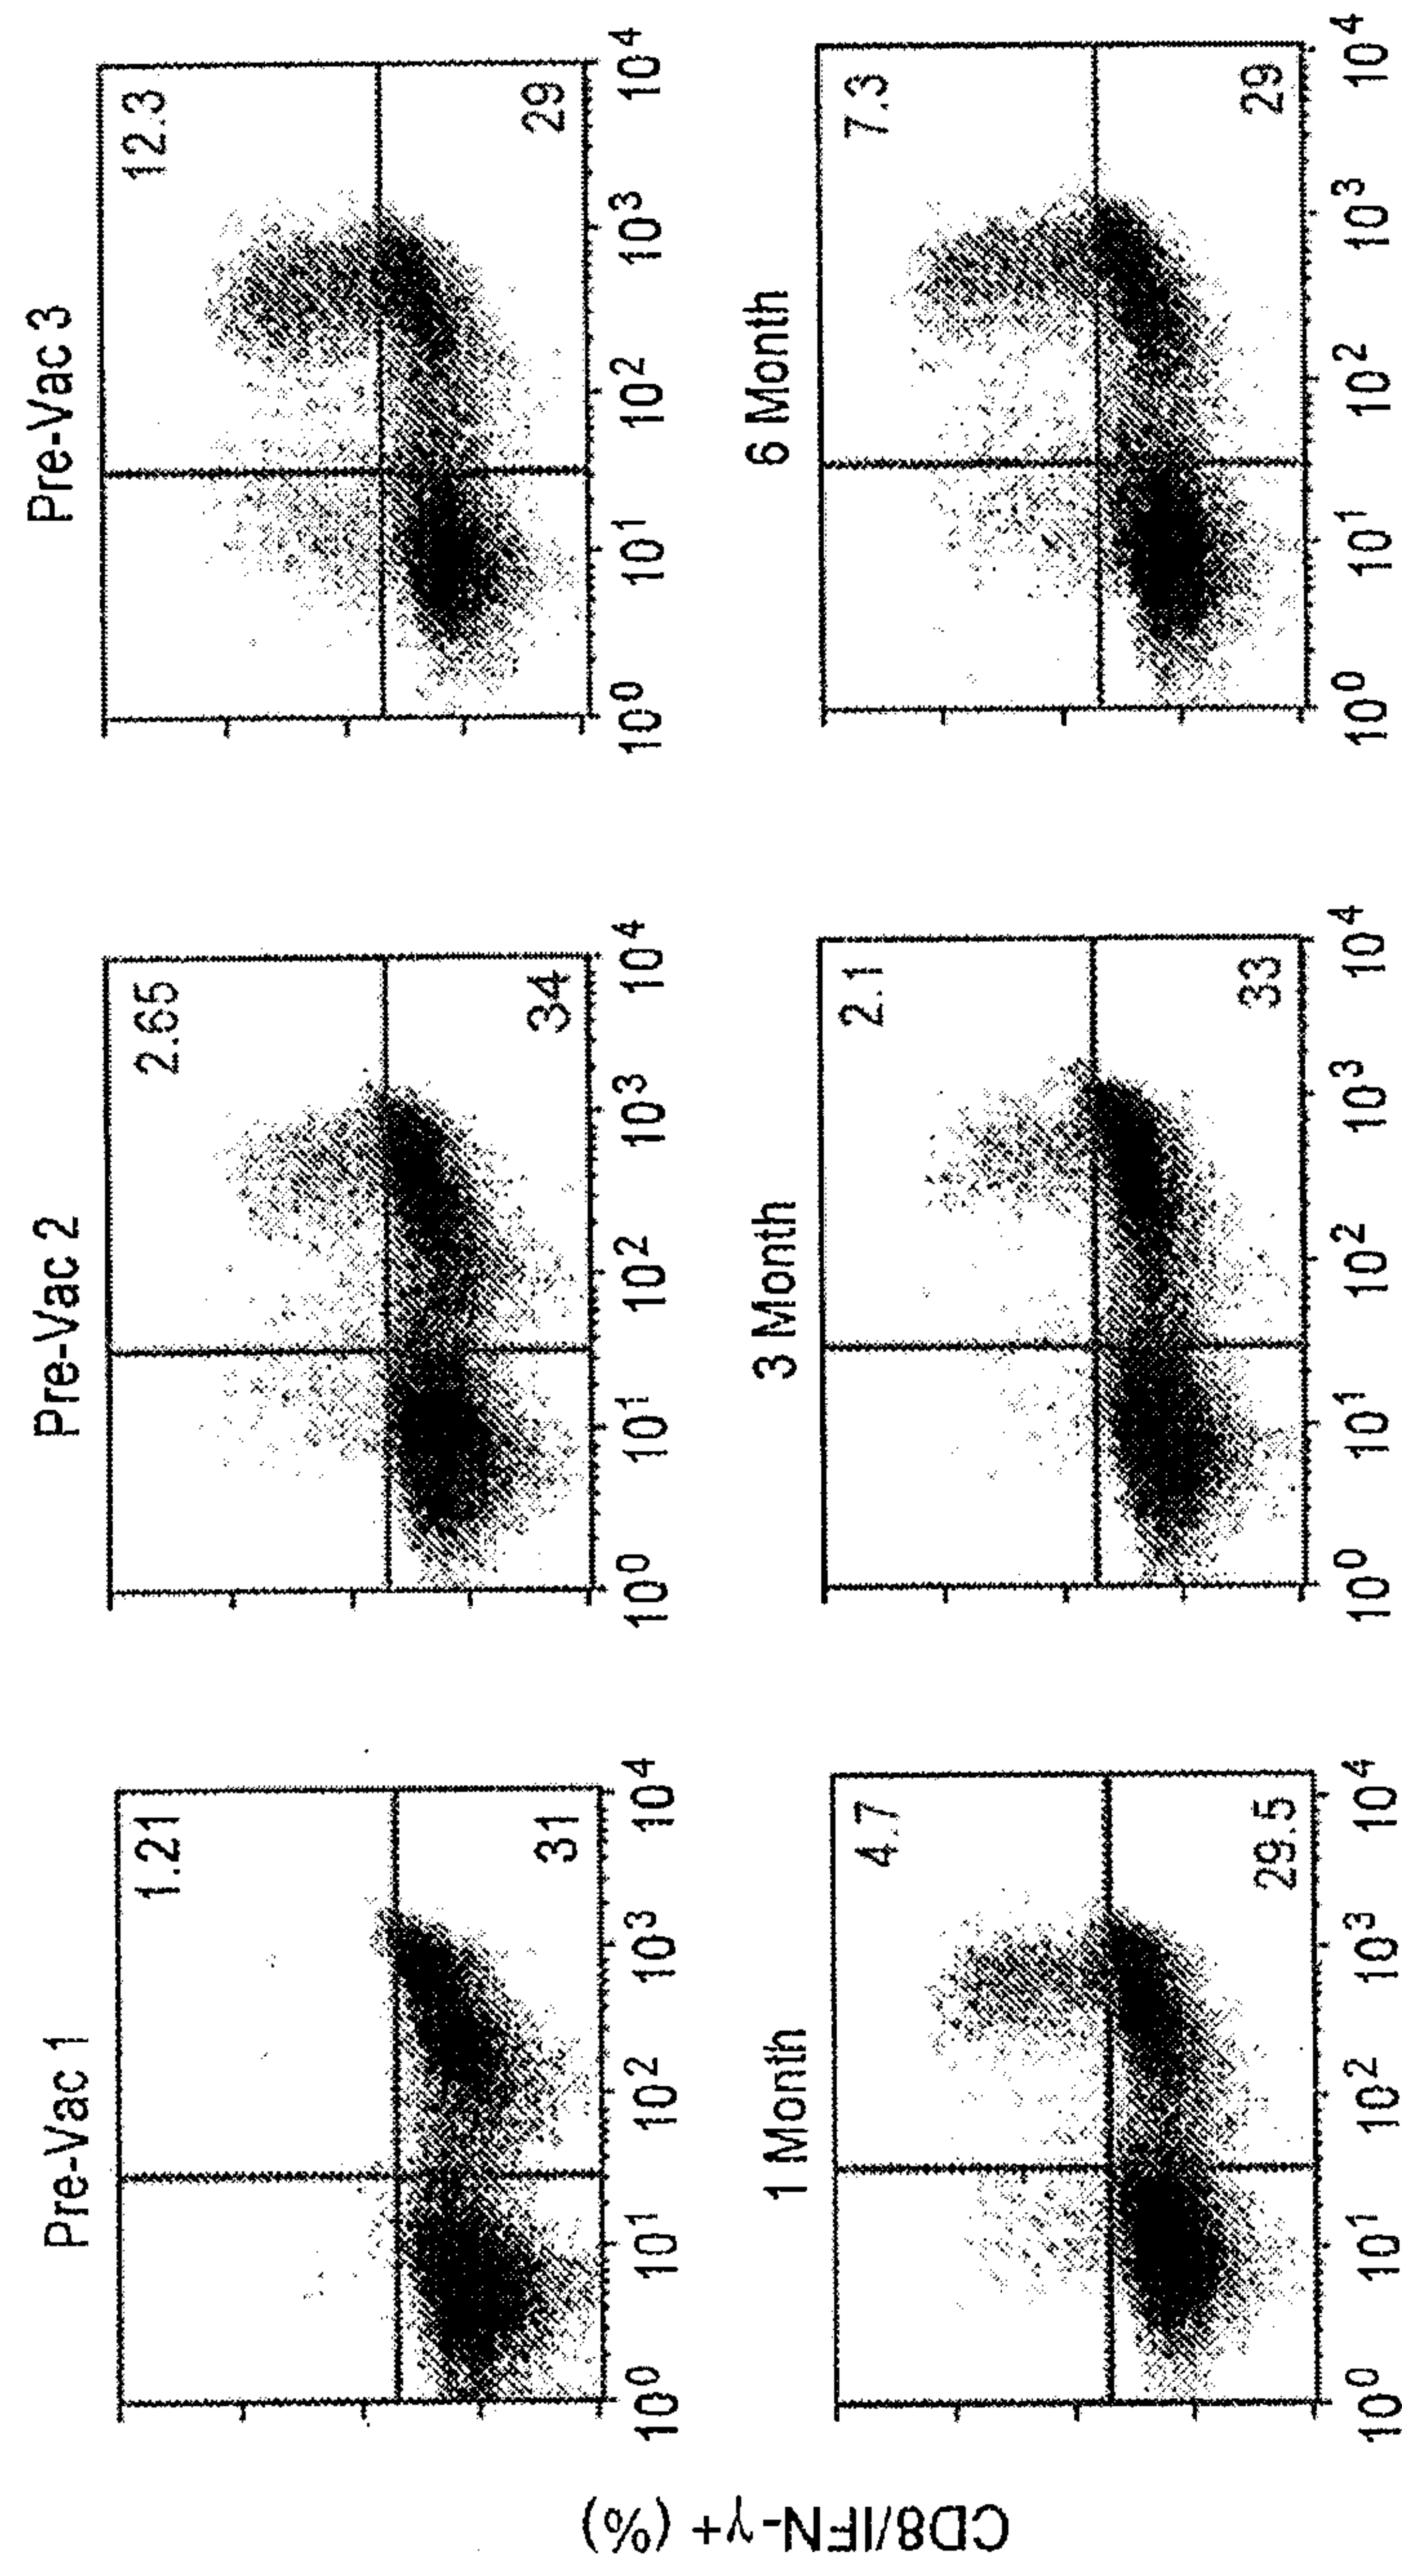 Pre-Vac 1
1.21
31
10⁰ 10¹ 10² 10³ 10⁴
Pre-Vac 2
2.65
34
10⁰ 10¹ 10² 10³ 10⁴
Pre-Vac 3
12.3
29
10⁰ 10¹ 10² 10³ 10⁴
1 Month
4.7
29.5
10⁰ 10¹ 10² 10³ 10⁴
3 Month
2.1
33
10⁰ 10¹ 10² 10³ 10⁴
6 Month
7.3
29
10⁰ 10¹ 10² 10³ 10⁴
CD8/IFN-γ+ (%)